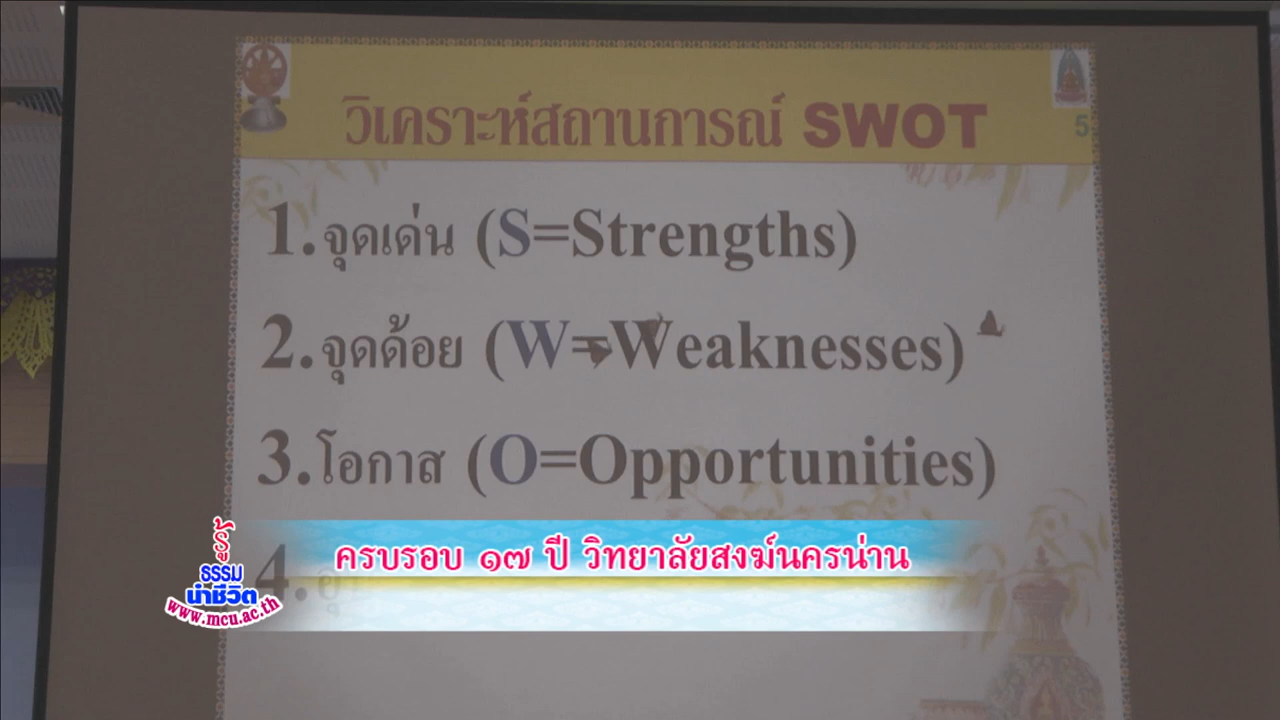 วิเคราะห์สถานการณ์ SWOT
5
1.จุดเด่น (S=Strengths)
2.จุดด้อย (W=Weaknesses)
3.โอกาส (O=Opportunities)
4.
ครบรอบ ๑๗ ปี วิทยาลัยสงฆ์นครน่าน
รู้
ธรรม
นำชีวิต
www.mcu.ac.th